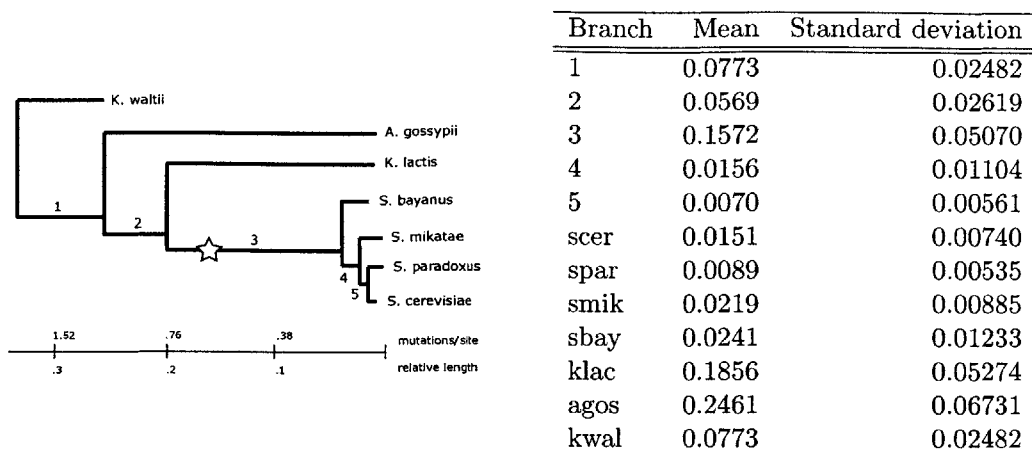 K. waltii
A. gossypii
K. lactis
S. bayanus
S. mikatae
S. paradoxus
S. cerevisiae
1
2
3
4
5
1.52 .76 .38 mutations/site
.3 .2 .1 relative length
Branch Mean Standard deviation
1 0.0773 0.02482
2 0.0569 0.02619
3 0.1572 0.05070
4 0.0156 0.01104
5 0.0070 0.00561
scer 0.0151 0.00740
spar 0.0089 0.00535
smik 0.0219 0.00885
sbay 0.0241 0.01233
klac 0.1856 0.05274
agos 0.2461 0.06731
kwal 0.0773 0.02482